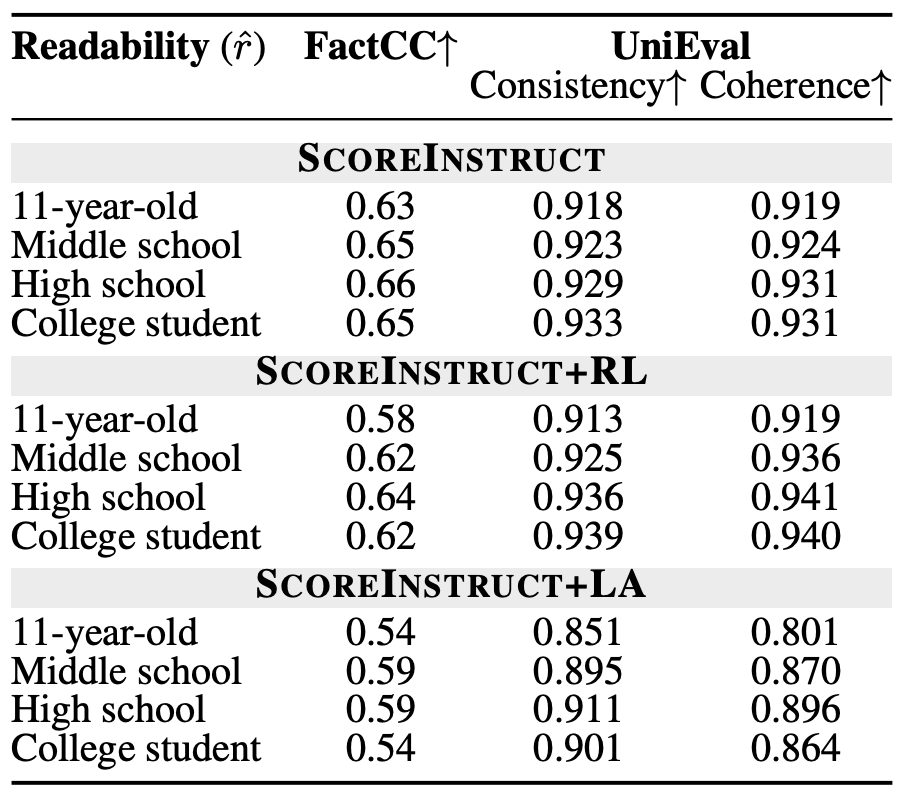 Readability (r̂) FactCC↑ UniEval
Consistency↑ Coherence↑
SCOREINSTRUCT
11-year-old 0.63 0.918 0.919
Middle school 0.65 0.923 0.924
High school 0.66 0.929 0.931
College student 0.65 0.933 0.931
SCOREINSTRUCT+RL
11-year-old 0.58 0.913 0.919
Middle school 0.62 0.925 0.936
High school 0.64 0.936 0.941
College student 0.62 0.939 0.940
SCOREINSTRUCT+LA
11-year-old 0.54 0.851 0.801
Middle school 0.59 0.895 0.870
High school 0.59 0.911 0.896
College student 0.54 0.901 0.864